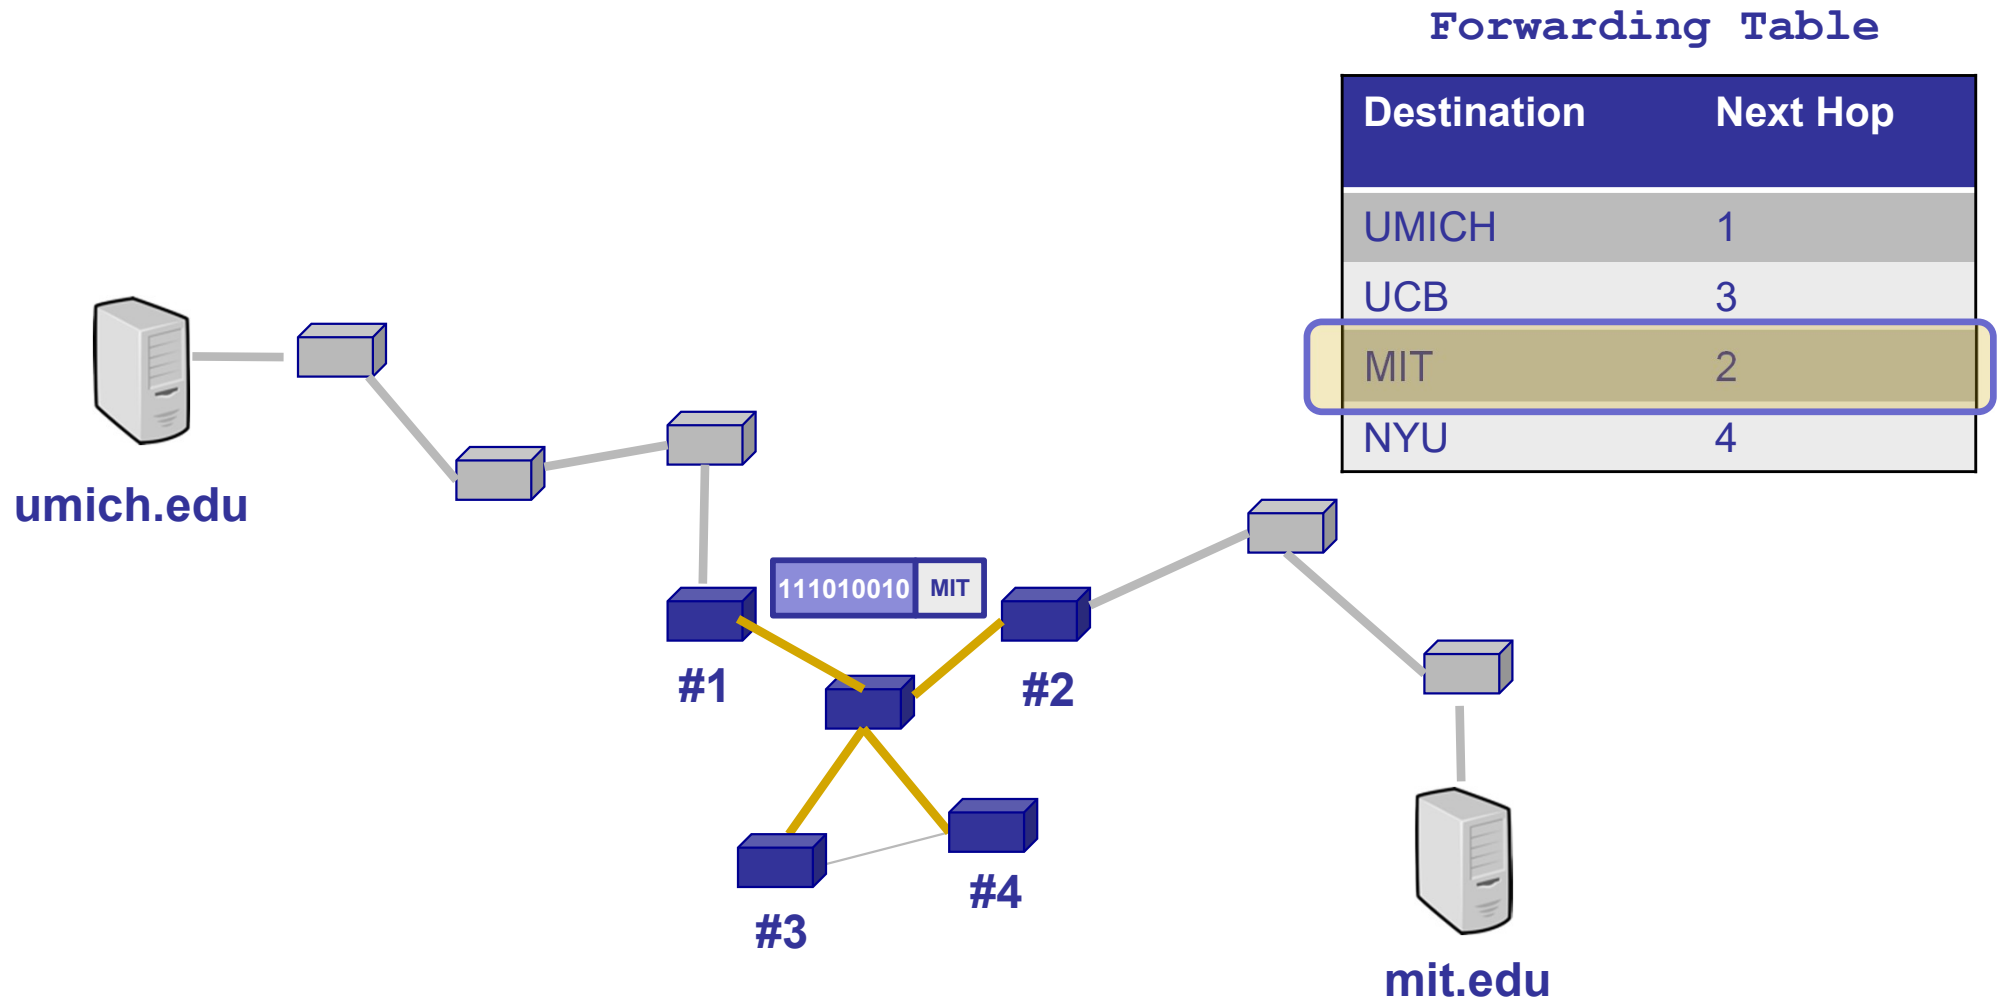 Forwarding Table
Destination Next Hop
UMICH 1
UCB 3
MIT 2
NYU 4
umich.edu
111010010 MIT
#1
#2
#3
#4
mit.edu